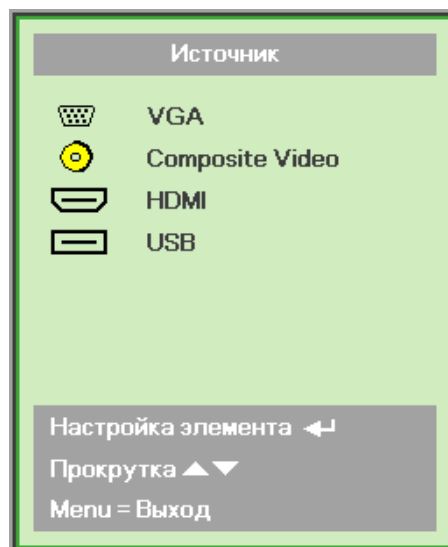 Источник
VGA
Composite Video
HDMI
USB
Настройка элемента
Прокрутка
Menu = Выход